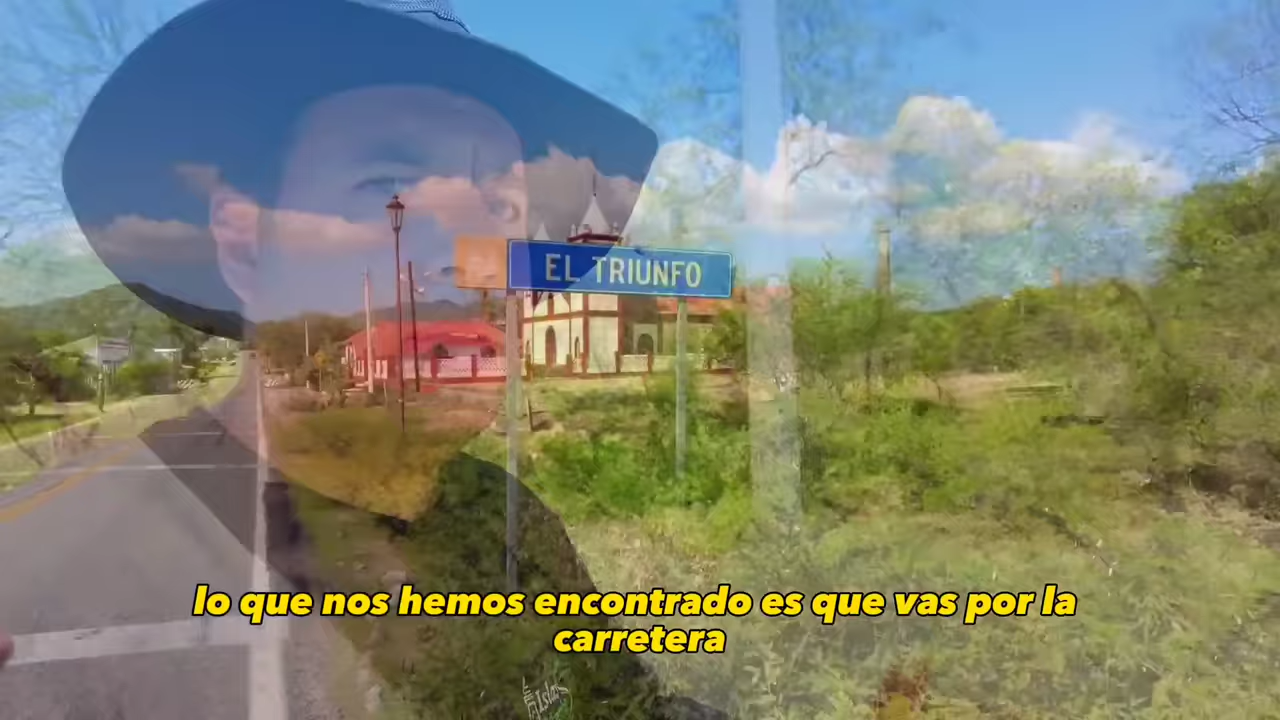 EL TRIUNFO
lo que nos hemos encontrado es que vas por la
carretera